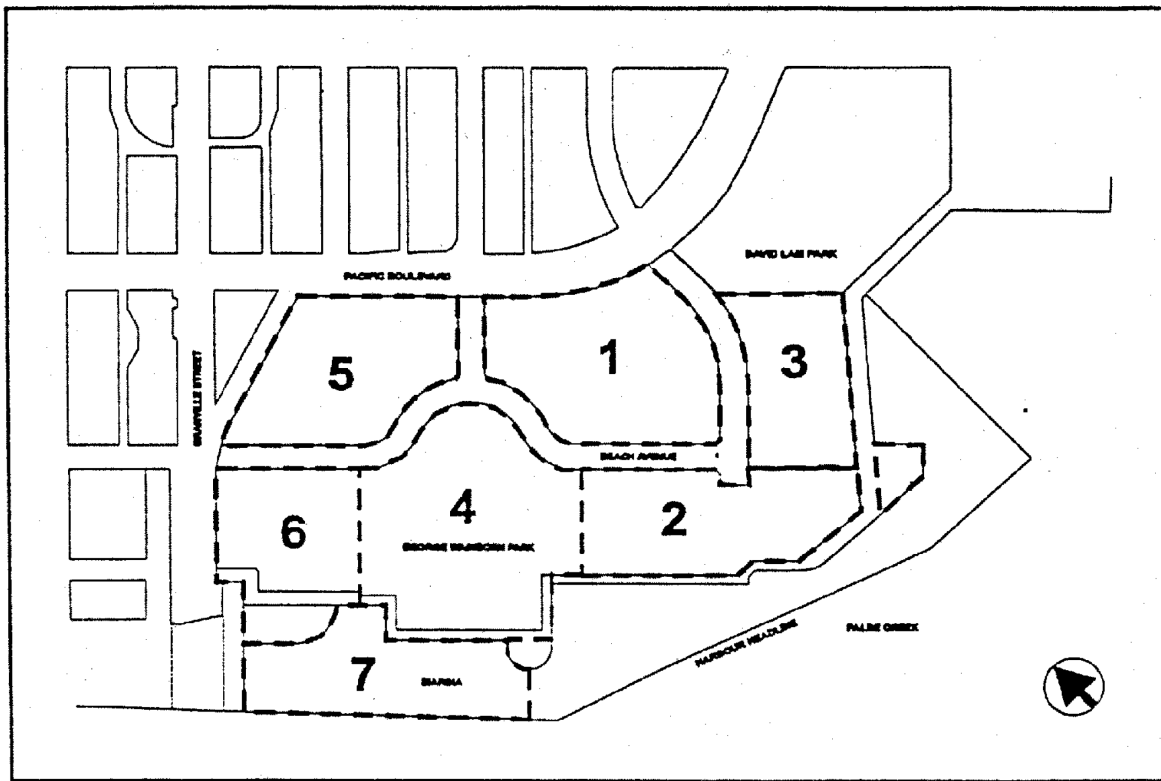 PACIFIC BOULEVARD
DAVID LAM PARK
GRANVILLE STREET
5
1
3
BEACH AVENUE
6
4
2
GEORGE WAINBORN PARK
7
MARINA
HARBOUR HEADLINE
FALSE CREEK